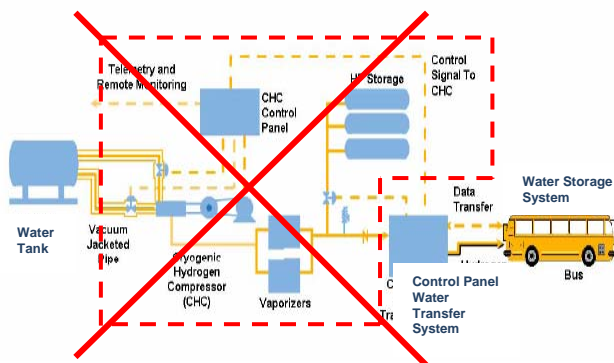 Telemetry and
Remote Monitoring
CHC
Control
Panel
Storage
Control
Signal To
CHC
Water
Tank
Vacuum
Jacketed
Pipe
Cryogenic
Hydrogen
Compressor
(CHC)
Vaporizers
Data
Transfer
Water Storage
System
Bus
Control Panel
Water
Transfer
System